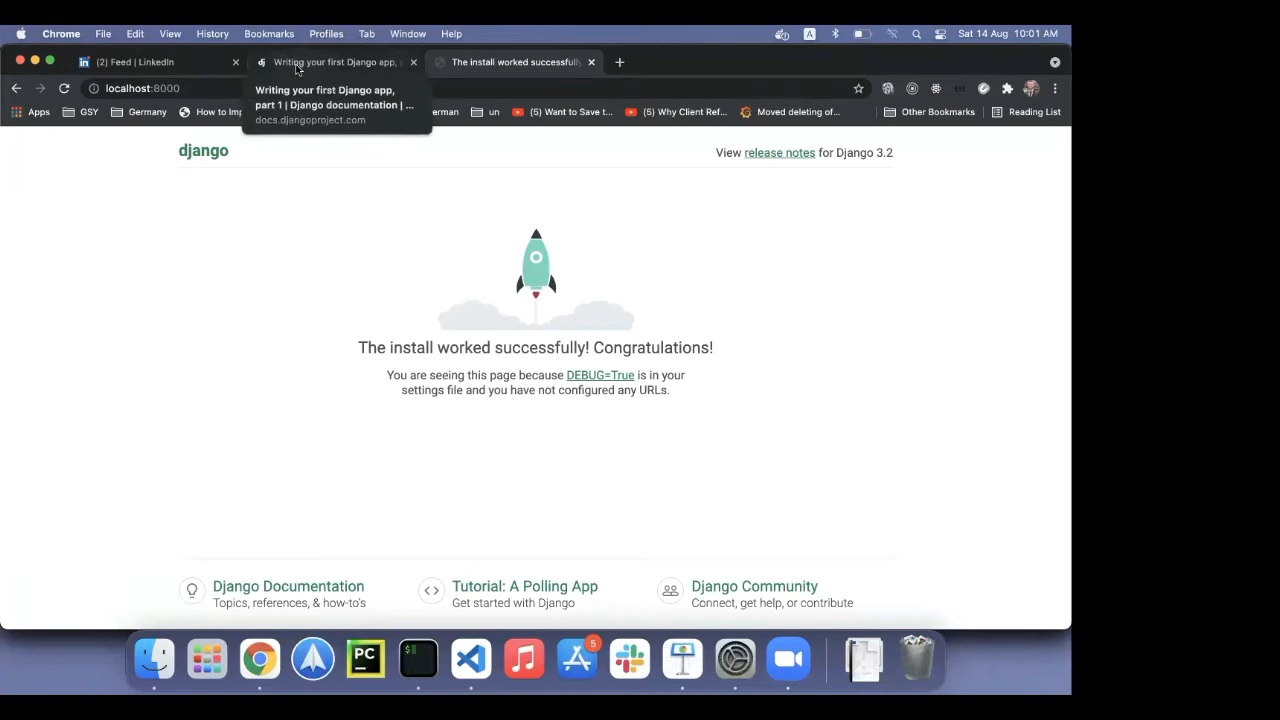 Chrome File Edit View History Bookmarks Profiles Tab Window Help A Sat 14 Aug 10:01 AM
in (2) Feed | LinkedIn dj Writing your first Django app, The install worked successfully!
localhost:8000
Apps GSY Germany How to Imp erman un (5) Want to Save t... (5) Why Client Ref... Moved deleting of... Other Bookmarks Reading List
Writing your first Django app,
part 1 | Django documentation | ...
docs.djangoproject.com
django
View release notes for Django 3.2
The install worked successfully! Congratulations!
You are seeing this page because DEBUG=True is in your
settings file and you have not configured any URLs.
Django Documentation
Topics, references, & how-to's
Tutorial: A Polling App
Get started with Django
Django Community
Connect, get help, or contribute
PC $ 5